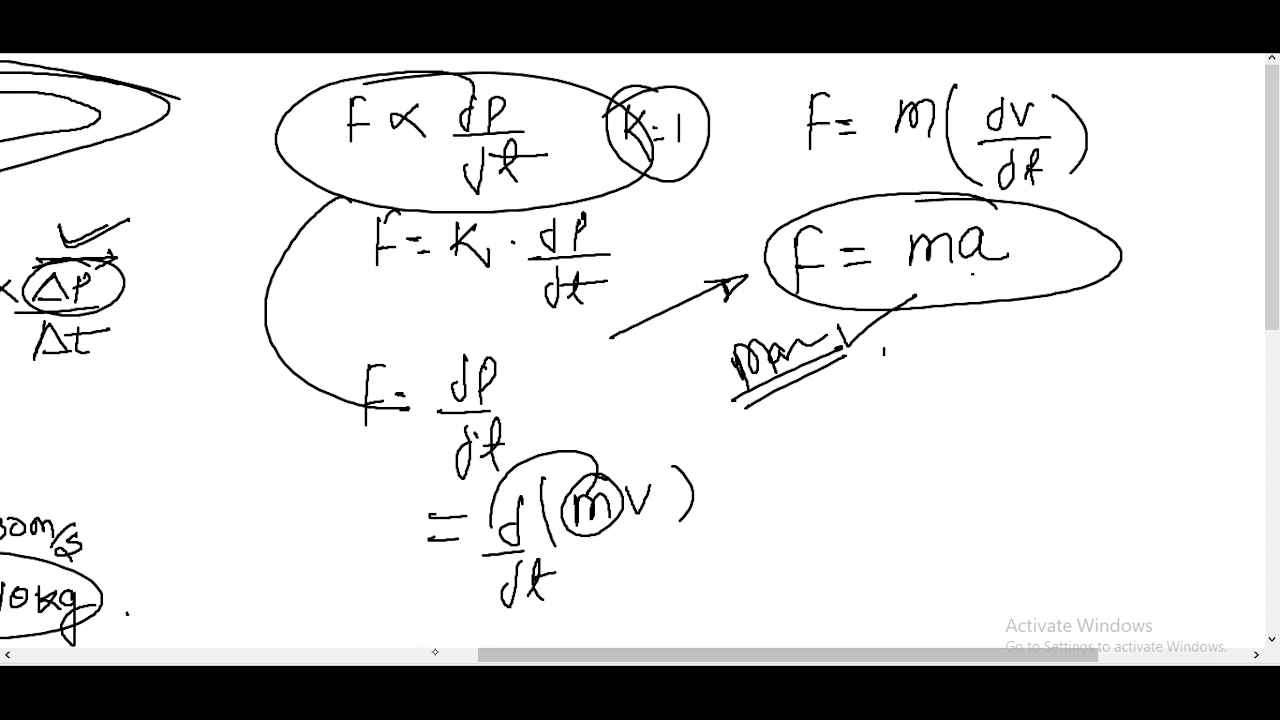 F ∝ dP/dt
K=1
F = K · dP/dt
F = dP/dt
= d/dt (mv)
F = m(dv/dt)
F = ma
∝ ΔP/Δt
30m/s
10kg
Activate Windows
Go to Settings to activate Windows.